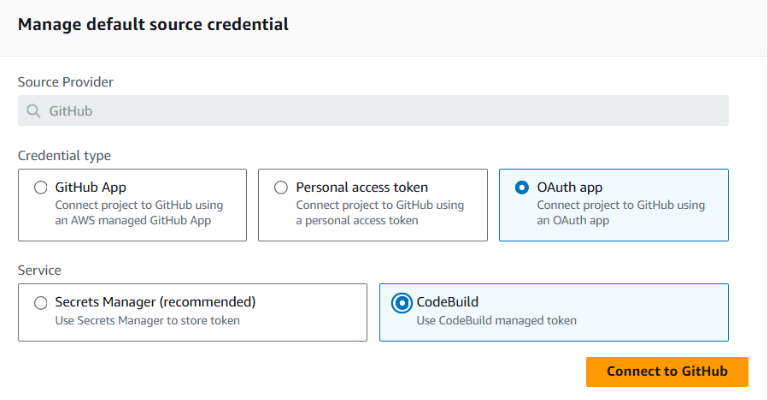 Manage default source credential
Source Provider
GitHub
Credential type
GitHub App
Connect project to GitHub using
an AWS managed GitHub App
Personal access token
Connect project to GitHub using
a personal access token
OAuth app
Connect project to GitHub using
an OAuth app
Service
Secrets Manager (recommended)
Use Secrets Manager to store token
CodeBuild
Use CodeBuild managed token
Connect to GitHub